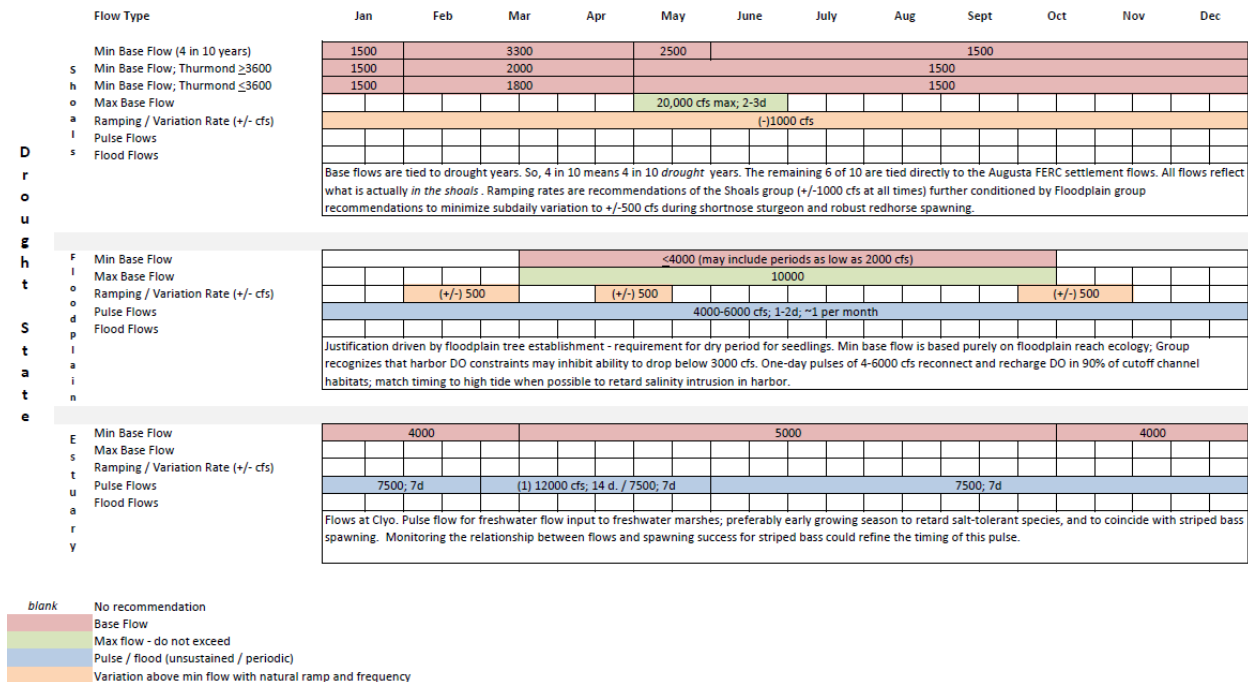 Flow Type Jan Feb Mar Apr May June July Aug Sept Oct Nov Dec
Drought State
Shoals
Min Base Flow (4 in 10 years) 1500 3300 2500 1500
Min Base Flow; Thurmond ≥3600 1500 2000 1500
Min Base Flow; Thurmond ≤3600 1500 1800 1500
Max Base Flow 20,000 cfs max; 2-3d
Ramping / Variation Rate (+/- cfs) (-)1000 cfs
Pulse Flows
Flood Flows
Base flows are tied to drought years. So, 4 in 10 means 4 in 10 drought years. The remaining 6 of 10 are tied directly to the Augusta FERC settlement flows. All flows reflect
what is actually in the shoals . Ramping rates are recommendations of the Shoals group (+/-1000 cfs at all times) further conditioned by Floodplain group
recommendations to minimize subdaily variation to +/-500 cfs during shortnose sturgeon and robust redhorse spawning.
Floodplain
Min Base Flow ≤4000 (may include periods as low as 2000 cfs)
Max Base Flow 10000
Ramping / Variation Rate (+/- cfs) (+/-) 500 (+/-) 500 (+/-) 500
Pulse Flows 4000-6000 cfs; 1-2d; ~1 per month
Flood Flows
Justification driven by floodplain tree establishment - requirement for dry period for seedlings. Min base flow is based purely on floodplain reach ecology; Group
recognizes that harbor DO constraints may inhibit ability to drop below 3000 cfs. One-day pulses of 4-6000 cfs reconnect and recharge DO in 90% of cutoff channel
habitats; match timing to high tide when possible to retard salinity intrusion in harbor.
Estuary
Min Base Flow 4000 5000 4000
Max Base Flow
Ramping / Variation Rate (+/- cfs)
Pulse Flows 7500; 7d (1) 12000 cfs; 14 d. / 7500; 7d 7500; 7d
Flood Flows
Flows at Clyo. Pulse flow for freshwater flow input to freshwater marshes; preferably early growing season to retard salt-tolerant species, and to coincide with striped bass
spawning. Monitoring the relationship between flows and spawning success for striped bass could refine the timing of this pulse.
blank No recommendation
Base Flow
Max flow - do not exceed
Pulse / flood (unsustained / periodic)
Variation above min flow with natural ramp and frequency